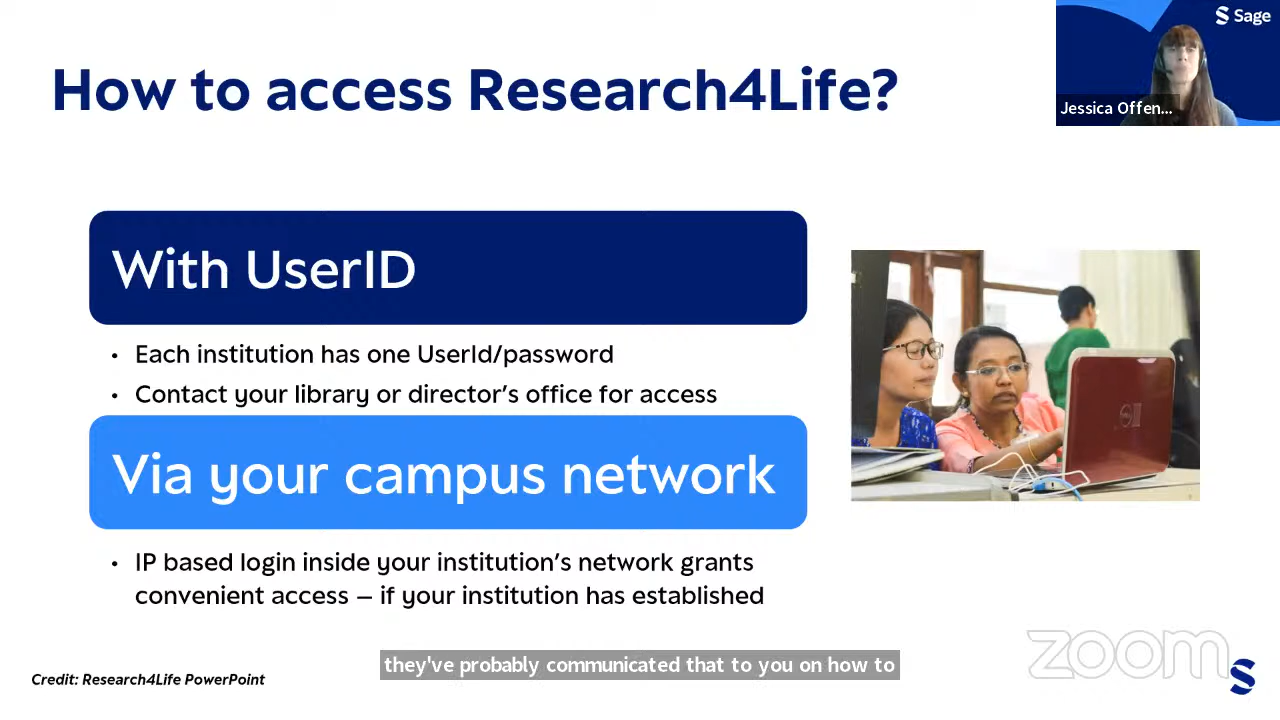 Sage
How to access Research4Life?
Jessica Offen...
With UserID
• Each institution has one UserId/password
• Contact your library or director's office for access
Via your campus network
• IP based login inside your institution's network grants
convenient access – if your institution has established
they've probably communicated that to you on how to
zoom
Credit: Research4Life PowerPoint